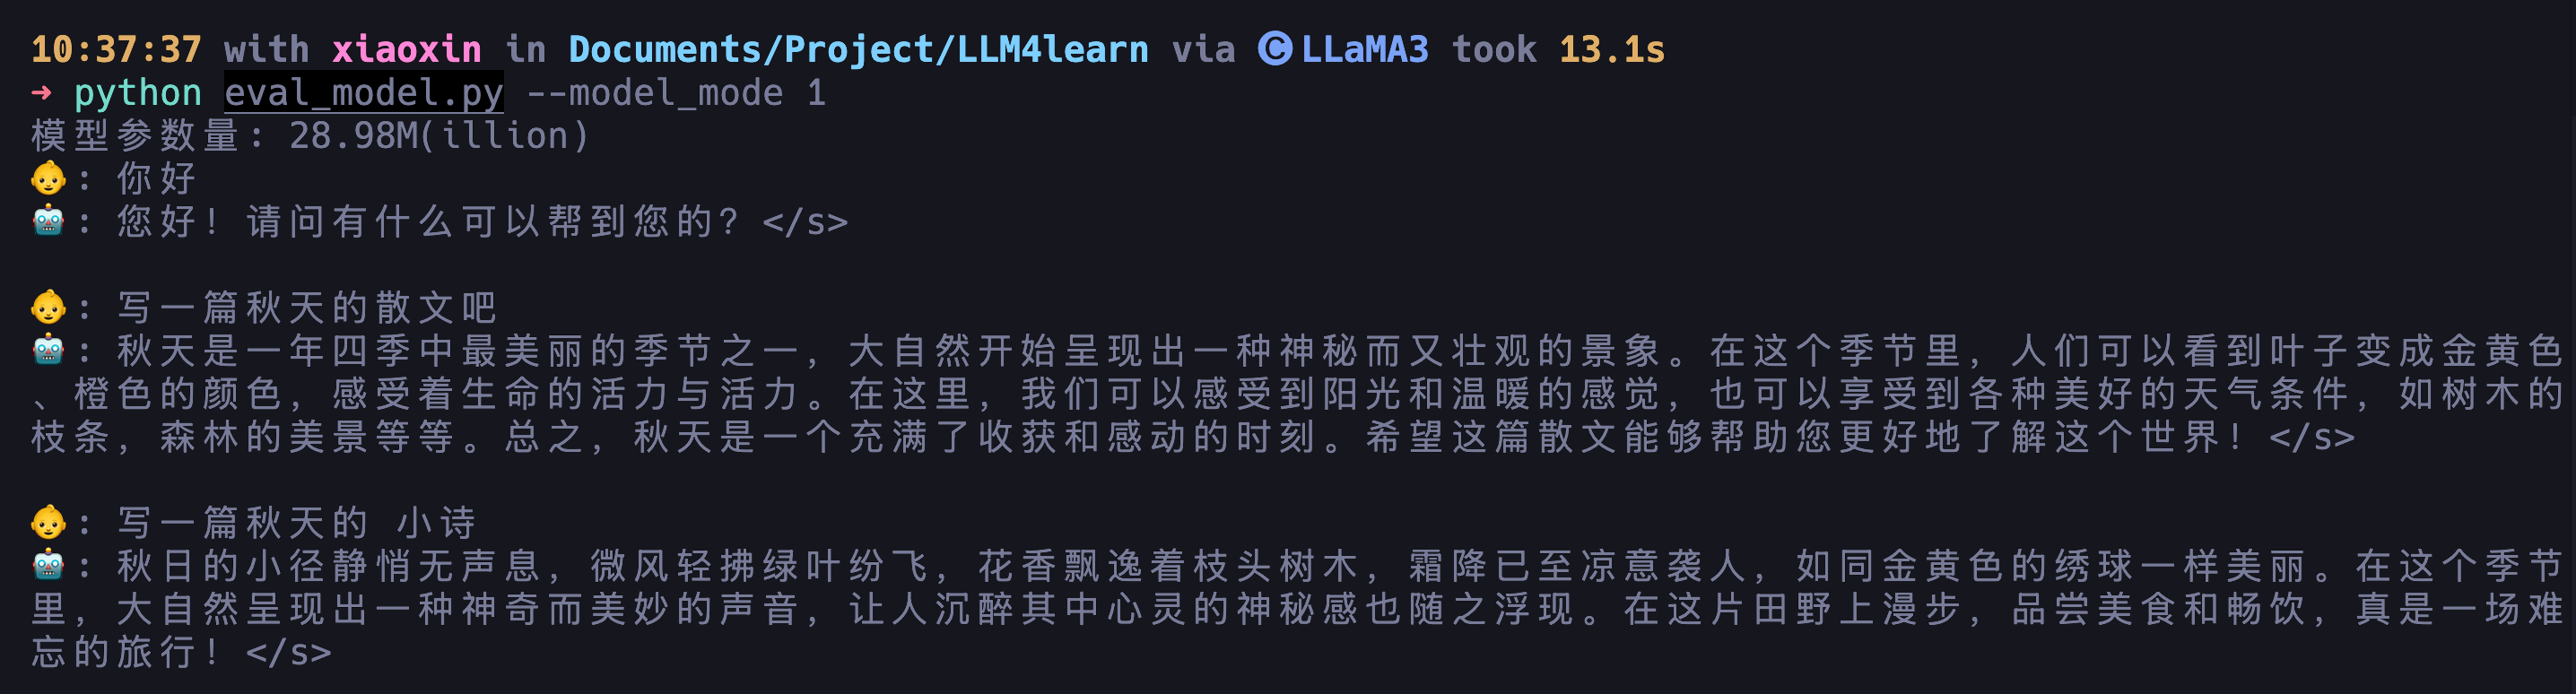 10:37:37 with xiaoxin in Documents/Project/LLM4learn via C LLaMA3 took 13.1s
→ python eval_model.py --model_mode 1
模型参数量: 28.98M(illion)
👶: 你好
🤖️: 您好！请问有什么可以帮到您的？</s>
👶: 写一篇秋天的散文吧
🤖️: 秋天是一年四季中最美丽的季节之一，大自然开始呈现出一种神秘而又壮观的景象。在这个季节里，人们可以看到叶子变成金黄色
、橙色的颜色，感受着生命的活力与活力。在这里，我们可以感受到阳光和温暖的感觉，也可以享受到各种美好的天气条件，如树木的
枝条，森林的美景等等。总之，秋天是一个充满了收获和感动的时刻。希望这篇散文能够帮助您更好地了解这个世界！</s>
👶: 写一篇秋天的 小诗
🤖️: 秋日的小径静悄无声息，微风轻拂绿叶纷飞，花香飘逸着枝头树木，霜降已至凉意袭人，如同金黄色的绣球一样美丽。在这个季节
里，大自然呈现出一种神奇而美妙的声音，让人沉醉其中心灵的神秘感也随之浮现。在这片田野上漫步，品尝美食和畅饮，真是一场难
忘的旅行！</s>